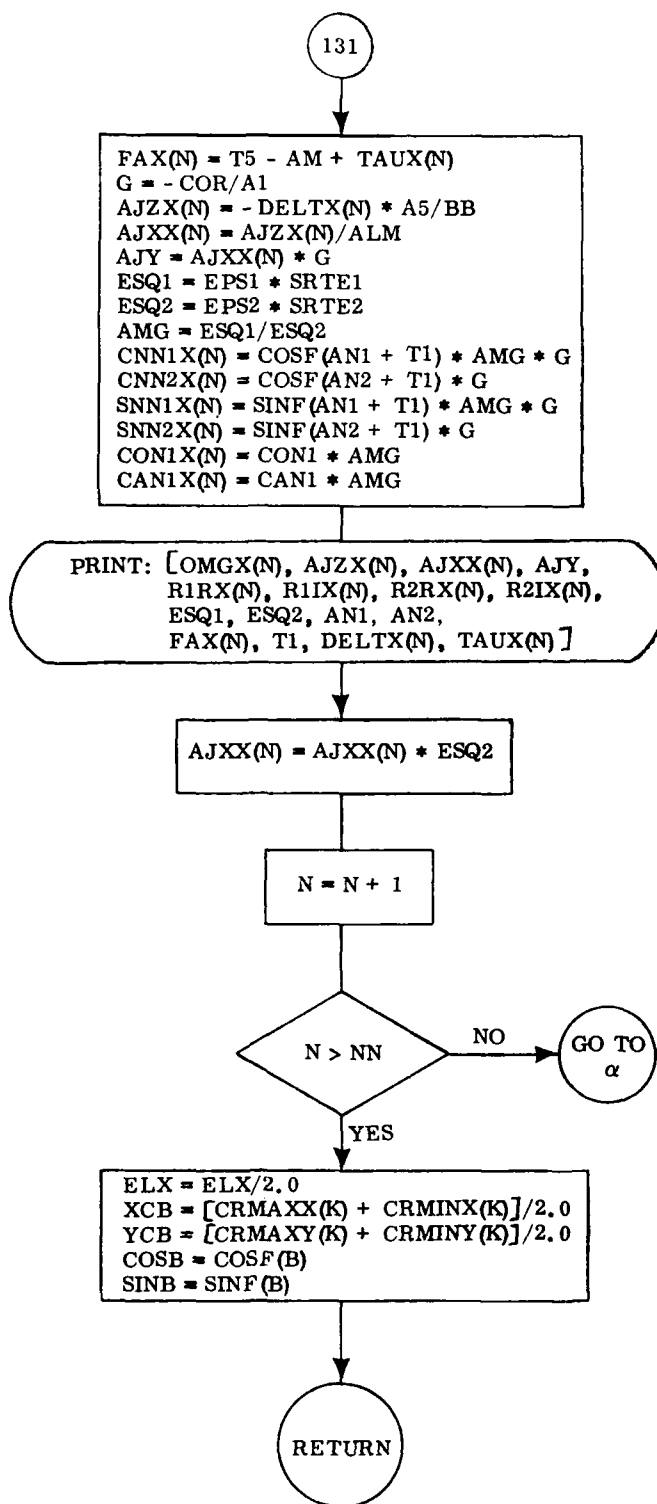 131
FAX(N) = T5 - AM + TAUX(N)
G = - COR/A1
AJZX(N) = - DELTX(N) * A5/BB
AJXX(N) = AJZX(N)/ALM
AJY = AJXX(N) * G
ESQ1 = EPS1 * SRTE1
ESQ2 = EPS2 * SRTE2
AMG = ESQ1/ESQ2
CNN1X(N) = COSF(AN1 + T1) * AMG * G
CNN2X(N) = COSF(AN2 + T1) * G
SNN1X(N) = SINF(AN1 + T1) * AMG * G
SNN2X(N) = SINF(AN2 + T1) * G
CON1X(N) = CON1 * AMG
CAN1X(N) = CAN1 * AMG
PRINT: [OMGX(N), AJZX(N), AJXX(N), AJY,
R1RX(N), R1IX(N), R2RX(N), R2IX(N),
ESQ1, ESQ2, AN1, AN2,
FAX(N), T1, DELTX(N), TAUX(N)]
AJXX(N) = AJXX(N) * ESQ2
N = N + 1
N > NN
NO
GO TO
α
YES
ELX = ELX/2.0
XCB = [CRMAXX(K) + CRMINX(K)]/2.0
YCB = [CRMAXY(K) + CRMINY(K)]/2.0
COSB = COSF(B)
SINB = SINF(B)
RETURN